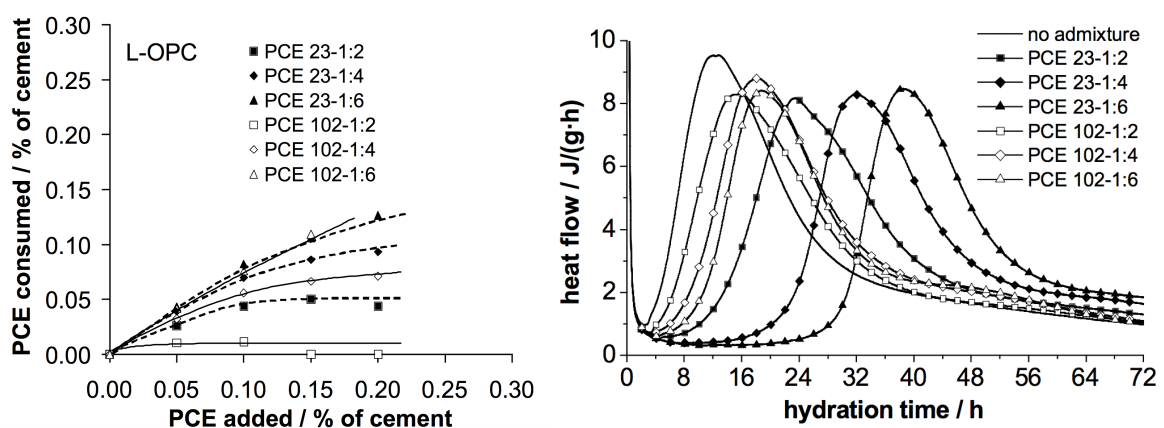 0.30
0.25
0.20
0.15
0.10
0.05
0.00
PCE consumed / % of cement
L-OPC
PCE 23-1:2
PCE 23-1:4
PCE 23-1:6
PCE 102-1:2
PCE 102-1:4
PCE 102-1:6
0.00 0.05 0.10 0.15 0.20 0.25 0.30
PCE added / % of cement
10
8
6
4
2
0
heat flow / J/(g·h)
no admixture
PCE 23-1:2
PCE 23-1:4
PCE 23-1:6
PCE 102-1:2
PCE 102-1:4
PCE 102-1:6
0 8 16 24 32 40 48 56 64 72
hydration time / h